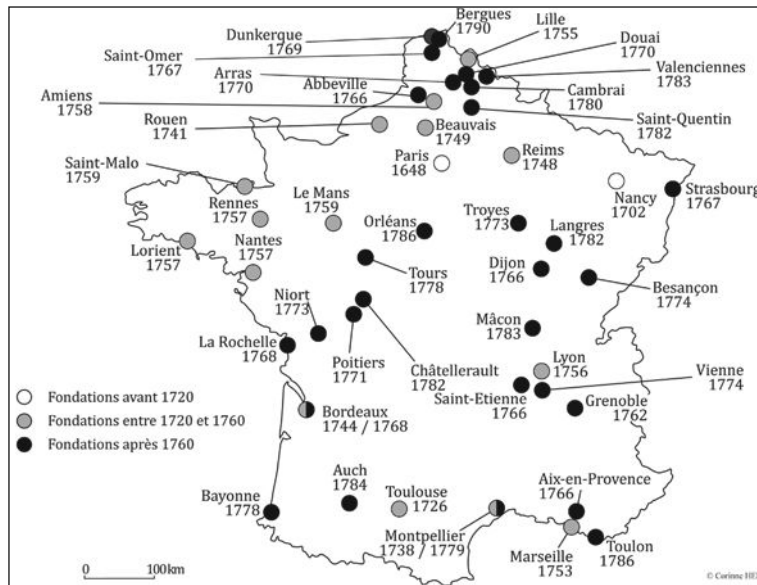 Dunkerque
1769
Bergues
1790
Lille
1755
Douai
1770
Saint-Omer
1767
Valenciennes
1783
Arras
1770
Abbeville
1766
Cambrai
1780
Amiens
1758
Saint-Quentin
1782
Rouen
1741
Beauvais
1749
Reims
1748
Paris
1648
Saint-Malo
1759
Nancy
1702
Strasbourg
1767
Rennes
1757
Le Mans
1759
Orléans
1786
Troyes
1773
Langres
1782
Lorient
1757
Nantes
1757
Tours
1778
Dijon
1766
Besançon
1774
Niort
1773
Mâcon
1783
La Rochelle
1768
Poitiers
1771
Châtellerault
1782
Lyon
1756
Vienne
1774
Saint-Etienne
1766
Grenoble
1762
Fondations avant 1720
Fondations entre 1720 et 1760
Fondations après 1760
Bordeaux
1744 / 1768
Auch
1784
Toulouse
1726
Aix-en-Provence
1766
Bayonne
1778
Montpellier
1738 / 1779
Marseille
1753
Toulon
1786
0 100km
© Corinne